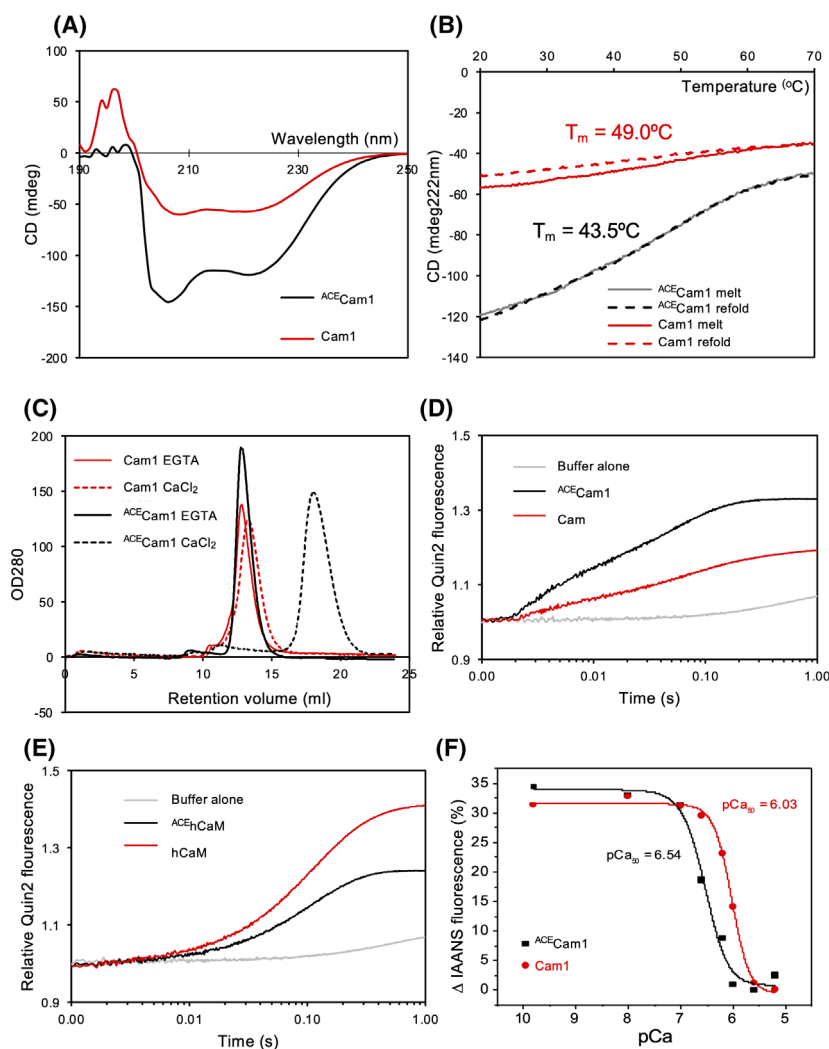 (A)
100
50
0
-50
-100
-150
-200
190
210
230
250
Wavelength (nm)
CD (mdeg)
ACECam1
Cam1
(B)
20 30 40 50 60 70
Temperature (ºC)
0
-20
-40
-60
-80
-100
-120
-140
CD (mdeg222nm)
Tm = 49.0ºC
Tm = 43.5ºC
ACECam1 melt
ACECam1 refold
Cam1 melt
Cam1 refold
(C)
200
150
100
50
0
-50
OD280
Cam1 EGTA
Cam1 CaCl2
ACECam1 EGTA
ACECam1 CaCl2
0 5 10 15 20 25
Retention volume (ml)
(D)
1.5
1.3
1.1
0.9
Relative Quin2 fluorescence
Buffer alone
ACECam1
Cam
0.00 0.01 0.10 1.00
Time (s)
(E)
1.5
1.3
1.1
0.9
Relative Quin2 flourescence
Buffer alone
ACEhCaM
hCaM
0.00 0.01 0.10 1.00
Time (s)
(F)
35
30
25
20
15
10
5
0
Δ IAANS fluorescence (%)
pCa50 = 6.03
pCa50 = 6.54
ACECam1
Cam1
10 9 8 7 6 5
pCa